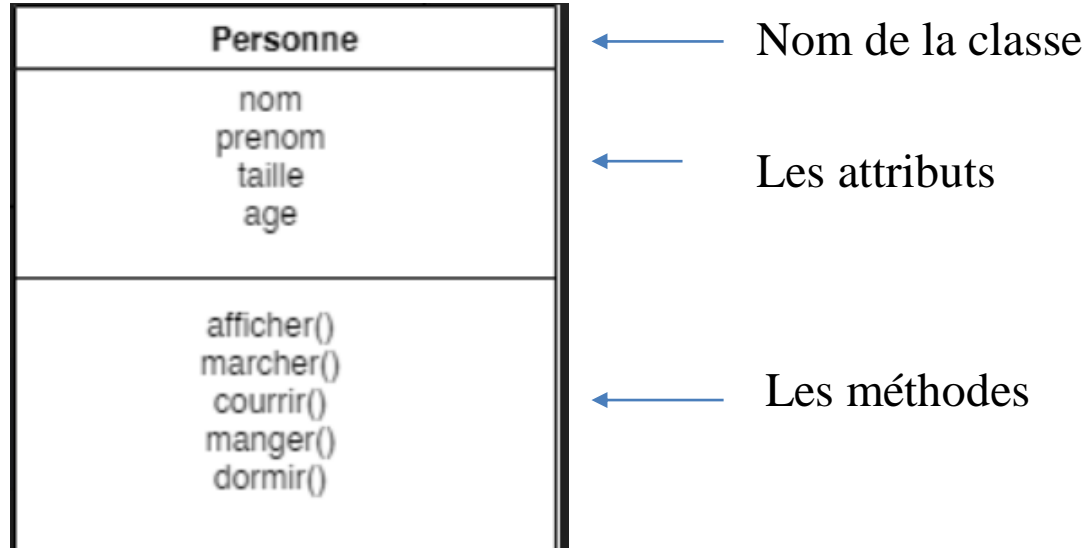 Personne
Nom de la classe
nom
prenom
taille
age
Les attributs
afficher()
marcher()
courrir()
manger()
dormir()
Les méthodes